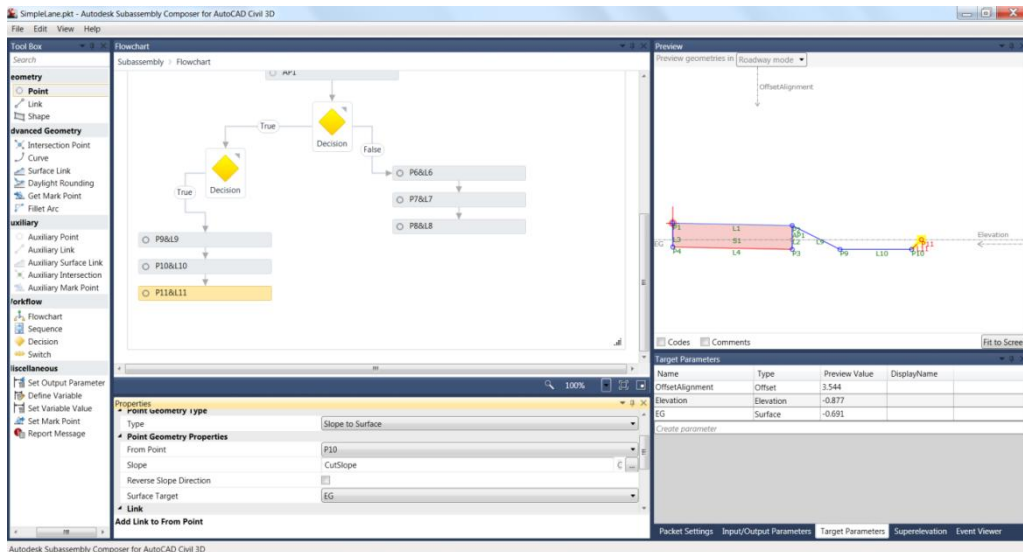 SimpleLane.pkt - Autodesk Subassembly Composer for AutoCAD Civil 3D
File Edit View Help
Tool Box
Search
eometry
Point
Link
Shape
dvanced Geometry
Intersection Point
Curve
Surface Link
Daylight Rounding
Get Mark Point
Fillet Arc
uxiliary
Auxiliary Point
Auxiliary Link
Auxiliary Surface Link
Auxiliary Intersection
Auxiliary Mark Point
Workflow
Flowchart
Sequence
Decision
Switch
liscellaneous
Set Output Parameter
Define Variable
Set Variable Value
Set Mark Point
Report Message
Flowchart
Subassembly > Flowchart
AP1
True
Decision
False
True
Decision
P6&L6
P7&L7
P8&L8
P9&L9
P10&L10
P11&L11
100%
Properties
Point Geometry Type
Type Slope to Surface
Point Geometry Properties
From Point P10
Slope CutSlope C ...
Reverse Slope Direction
Surface Target EG
Link
Add Link to From Point
Preview
Preview geometries in Roadway mode
OffsetAlignment
Elevation
EG
P1 L1 AP1
L3 S1 L2 L9 P11
P4 L4 P3 P9 L10 P10
Codes Comments Fit to Scree
Target Parameters
Name Type Preview Value DisplayName
OffsetAlignment Offset 3.544
Elevation Elevation -0.877
EG Surface -0.691
Create parameter
Packet Settings Input/Output Parameters Target Parameters Superelevation Event Viewer
Autodesk Subassembly Composer for AutoCAD Civil 3D